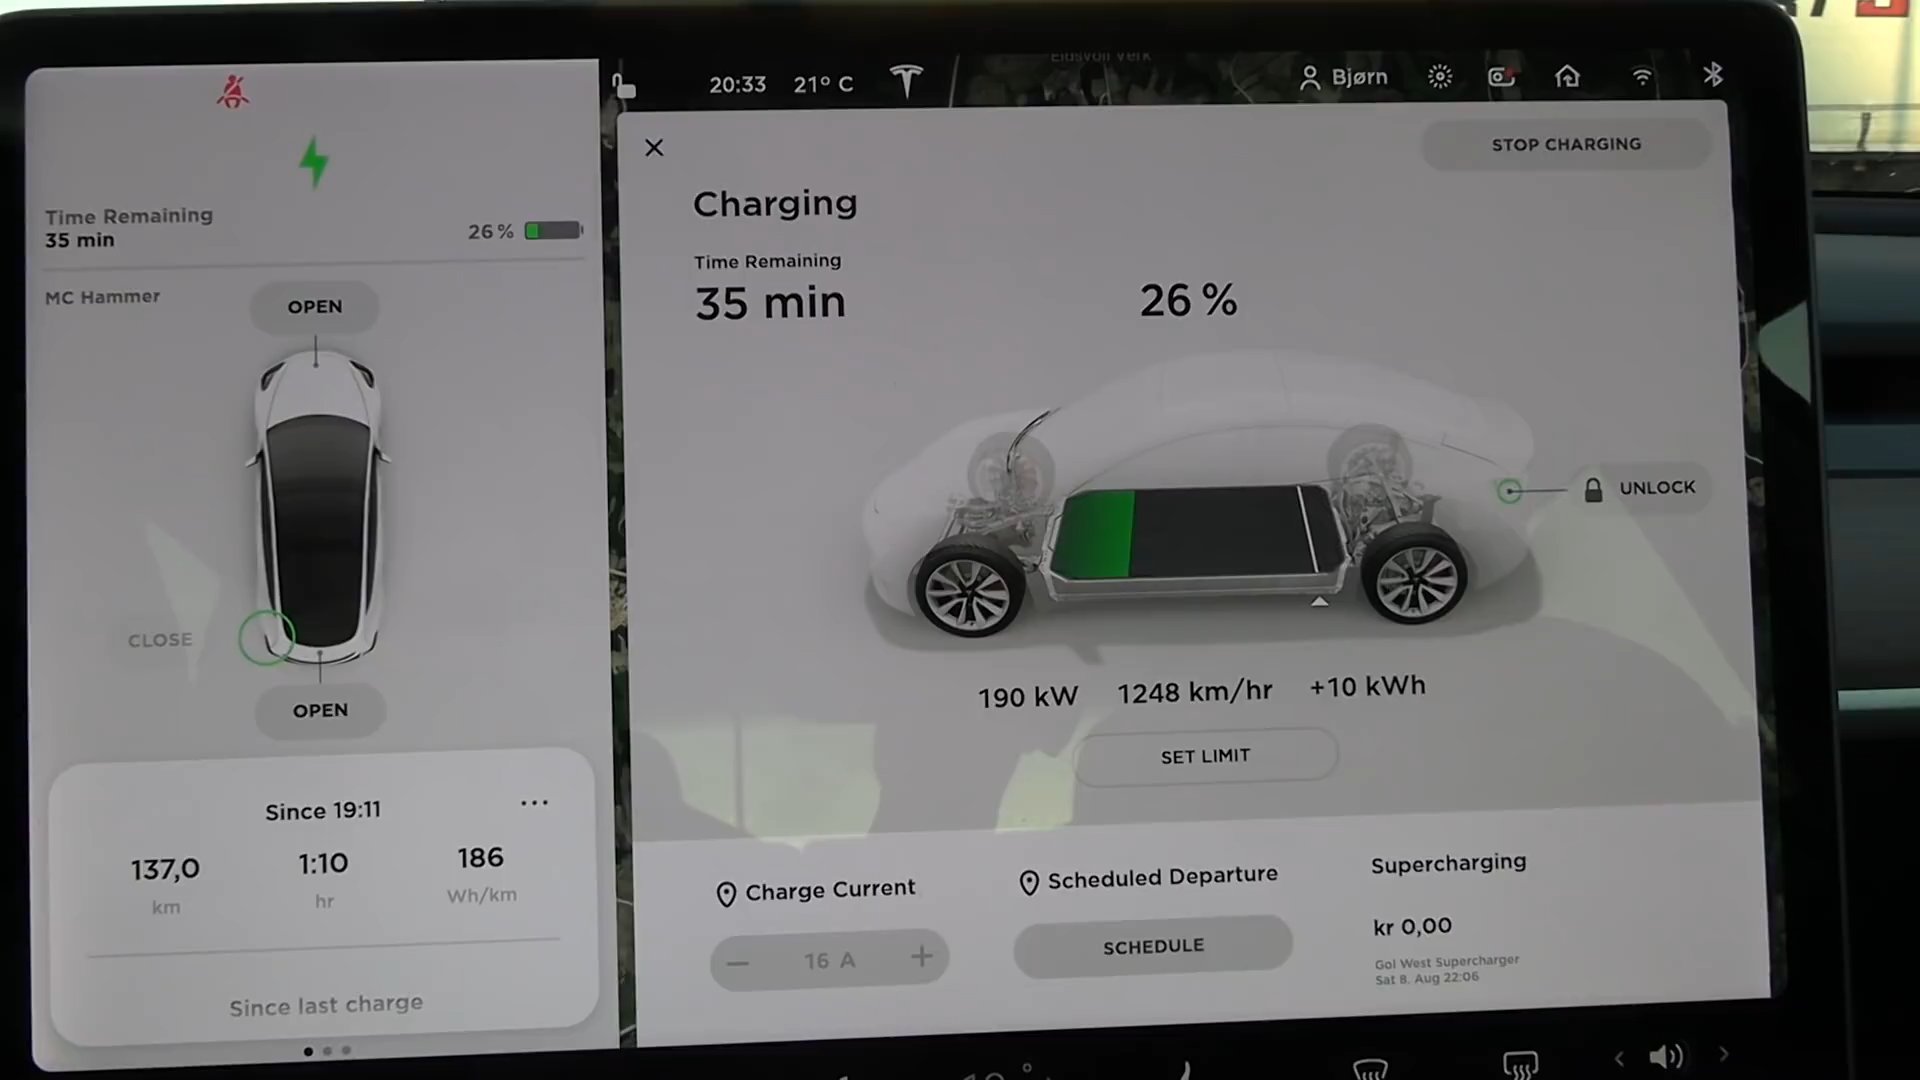 Eidsvoll Verk
20:33
21° C
Bjørn
Time Remaining
35 min
26 %
MC Hammer
OPEN
CLOSE
OPEN
Since 19:11
137,0
km
1:10
hr
186
Wh/km
Since last charge
STOP CHARGING
Charging
Time Remaining
35 min
26 %
UNLOCK
190 kW
1248 km/hr
+10 kWh
SET LIMIT
Charge Current
16 A
Scheduled Departure
SCHEDULE
Supercharging
kr 0,00
Gol West Supercharger
Sat 8. Aug 22:06